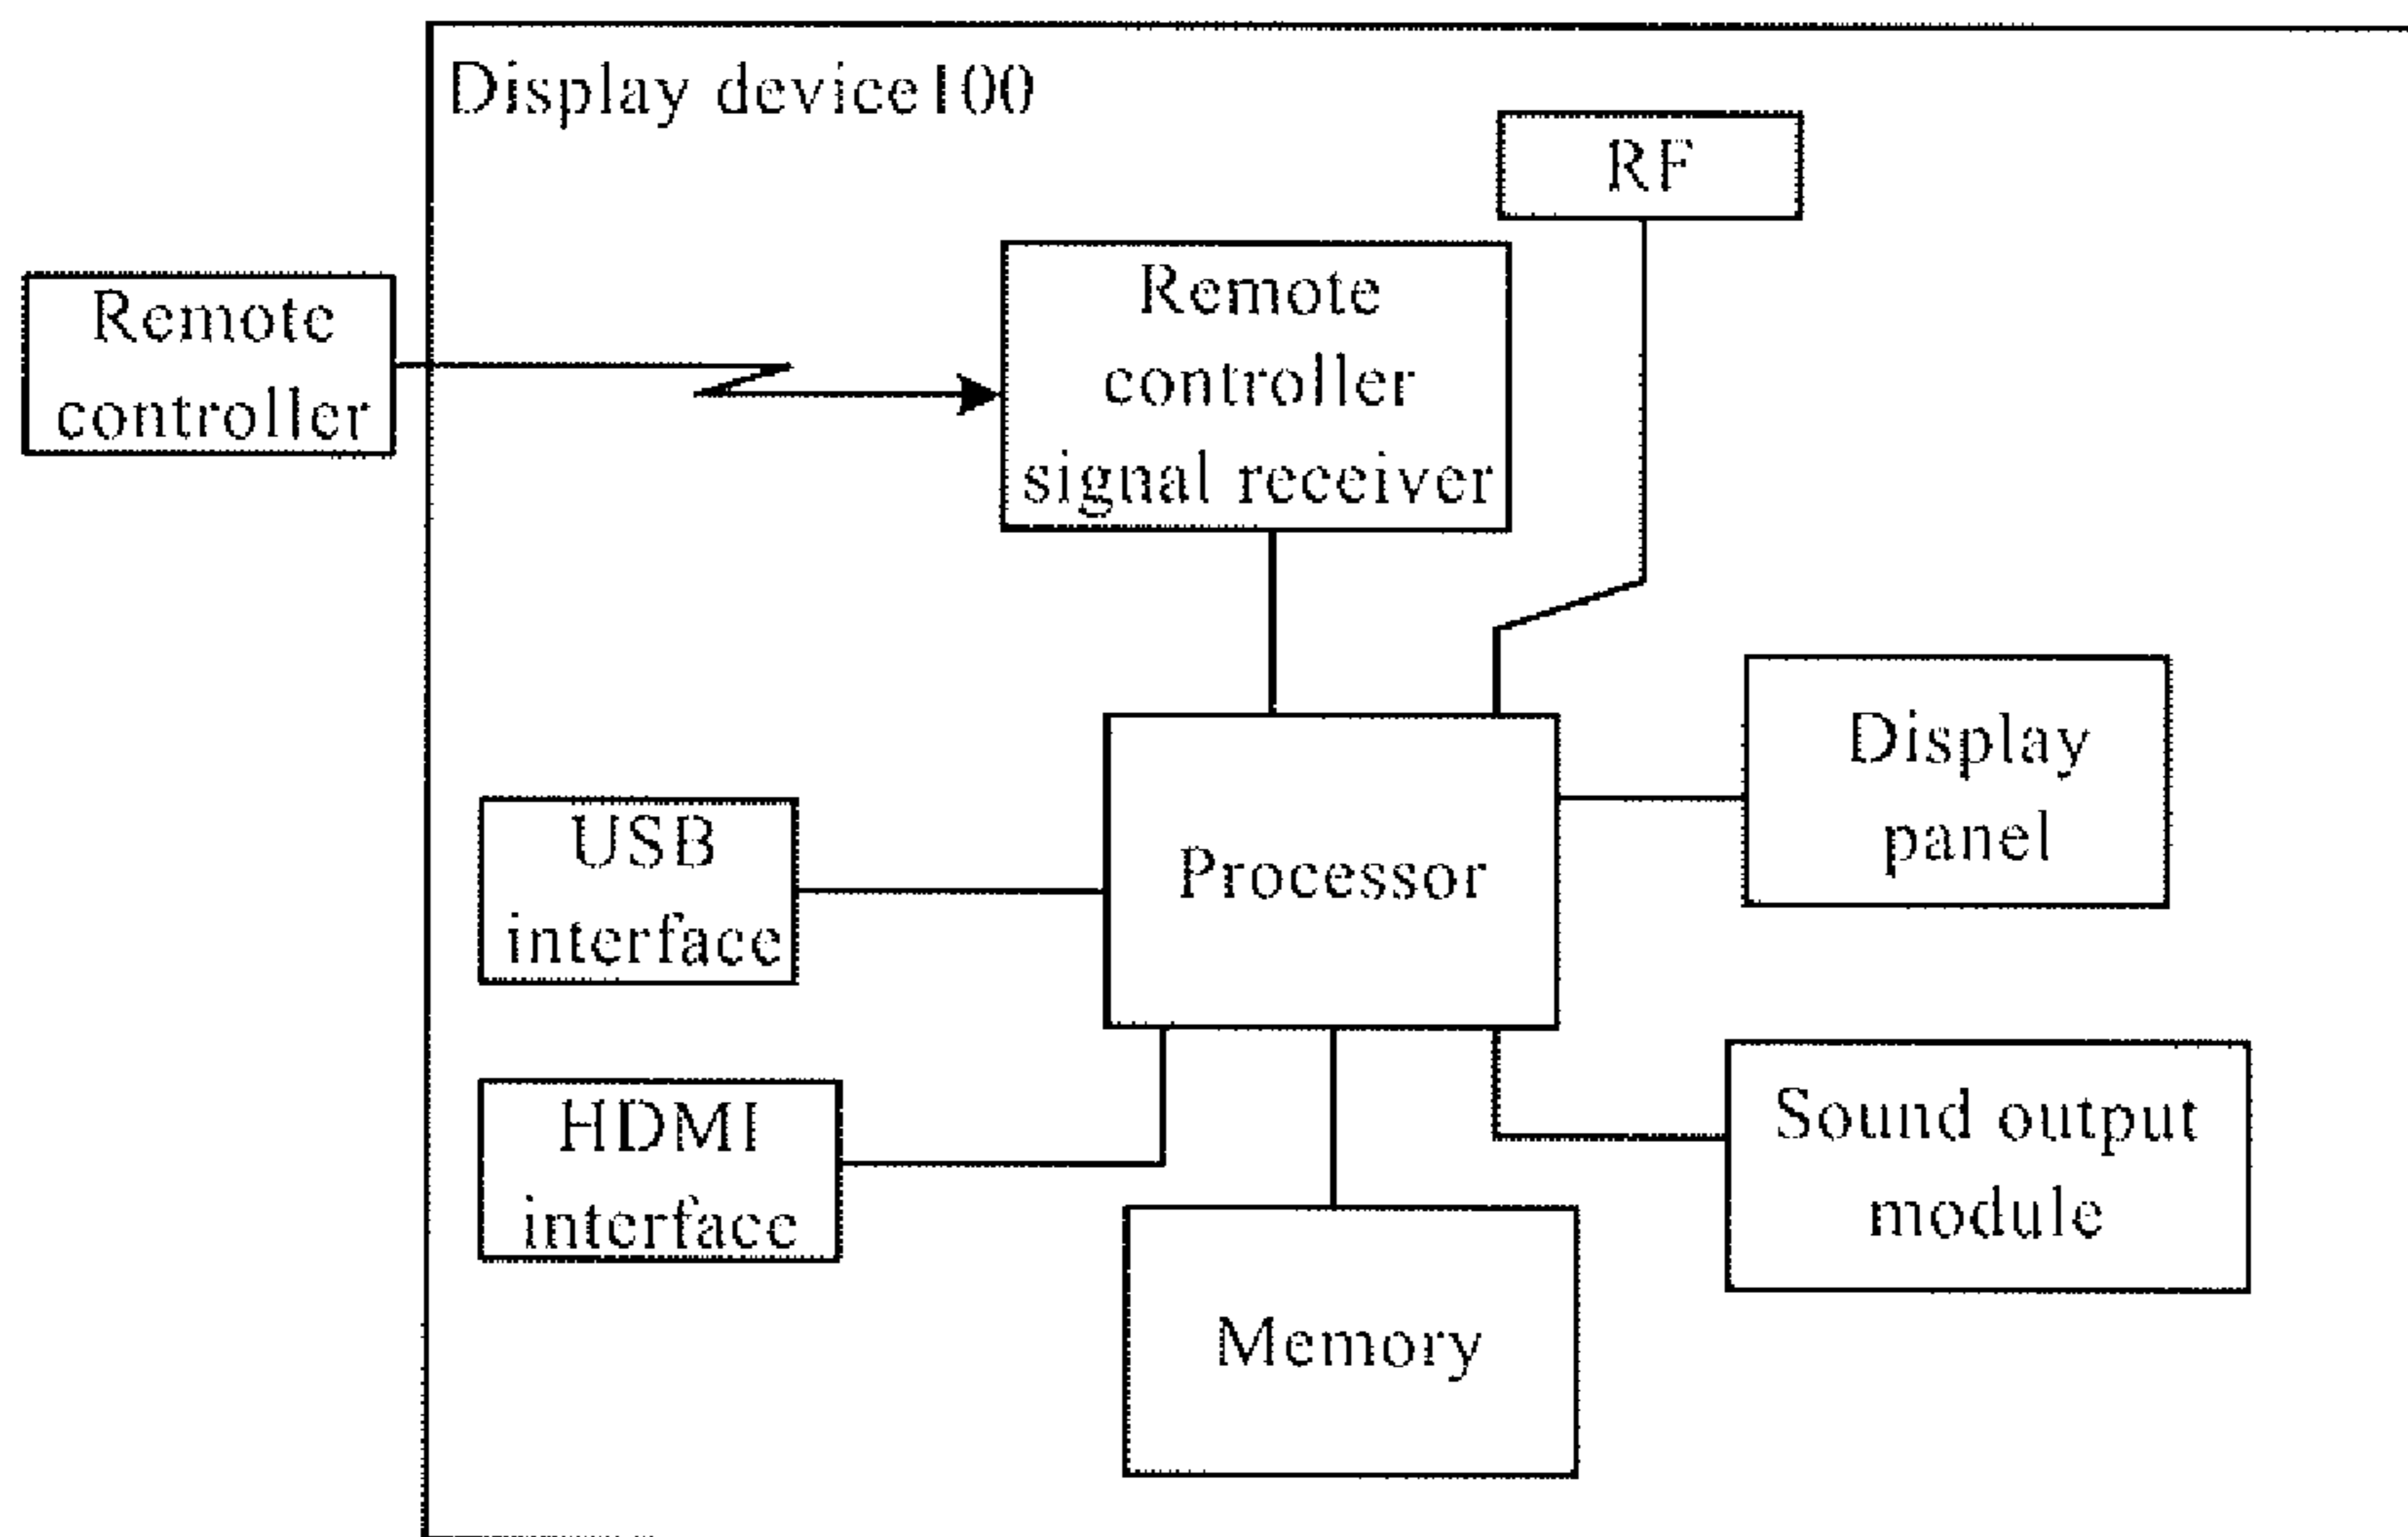 Display device100
RF
Remote
controller
Remote
controller
signal receiver
Display
panel
USB
interface
Processor
HDMI
interface
Sound output
module
Memory